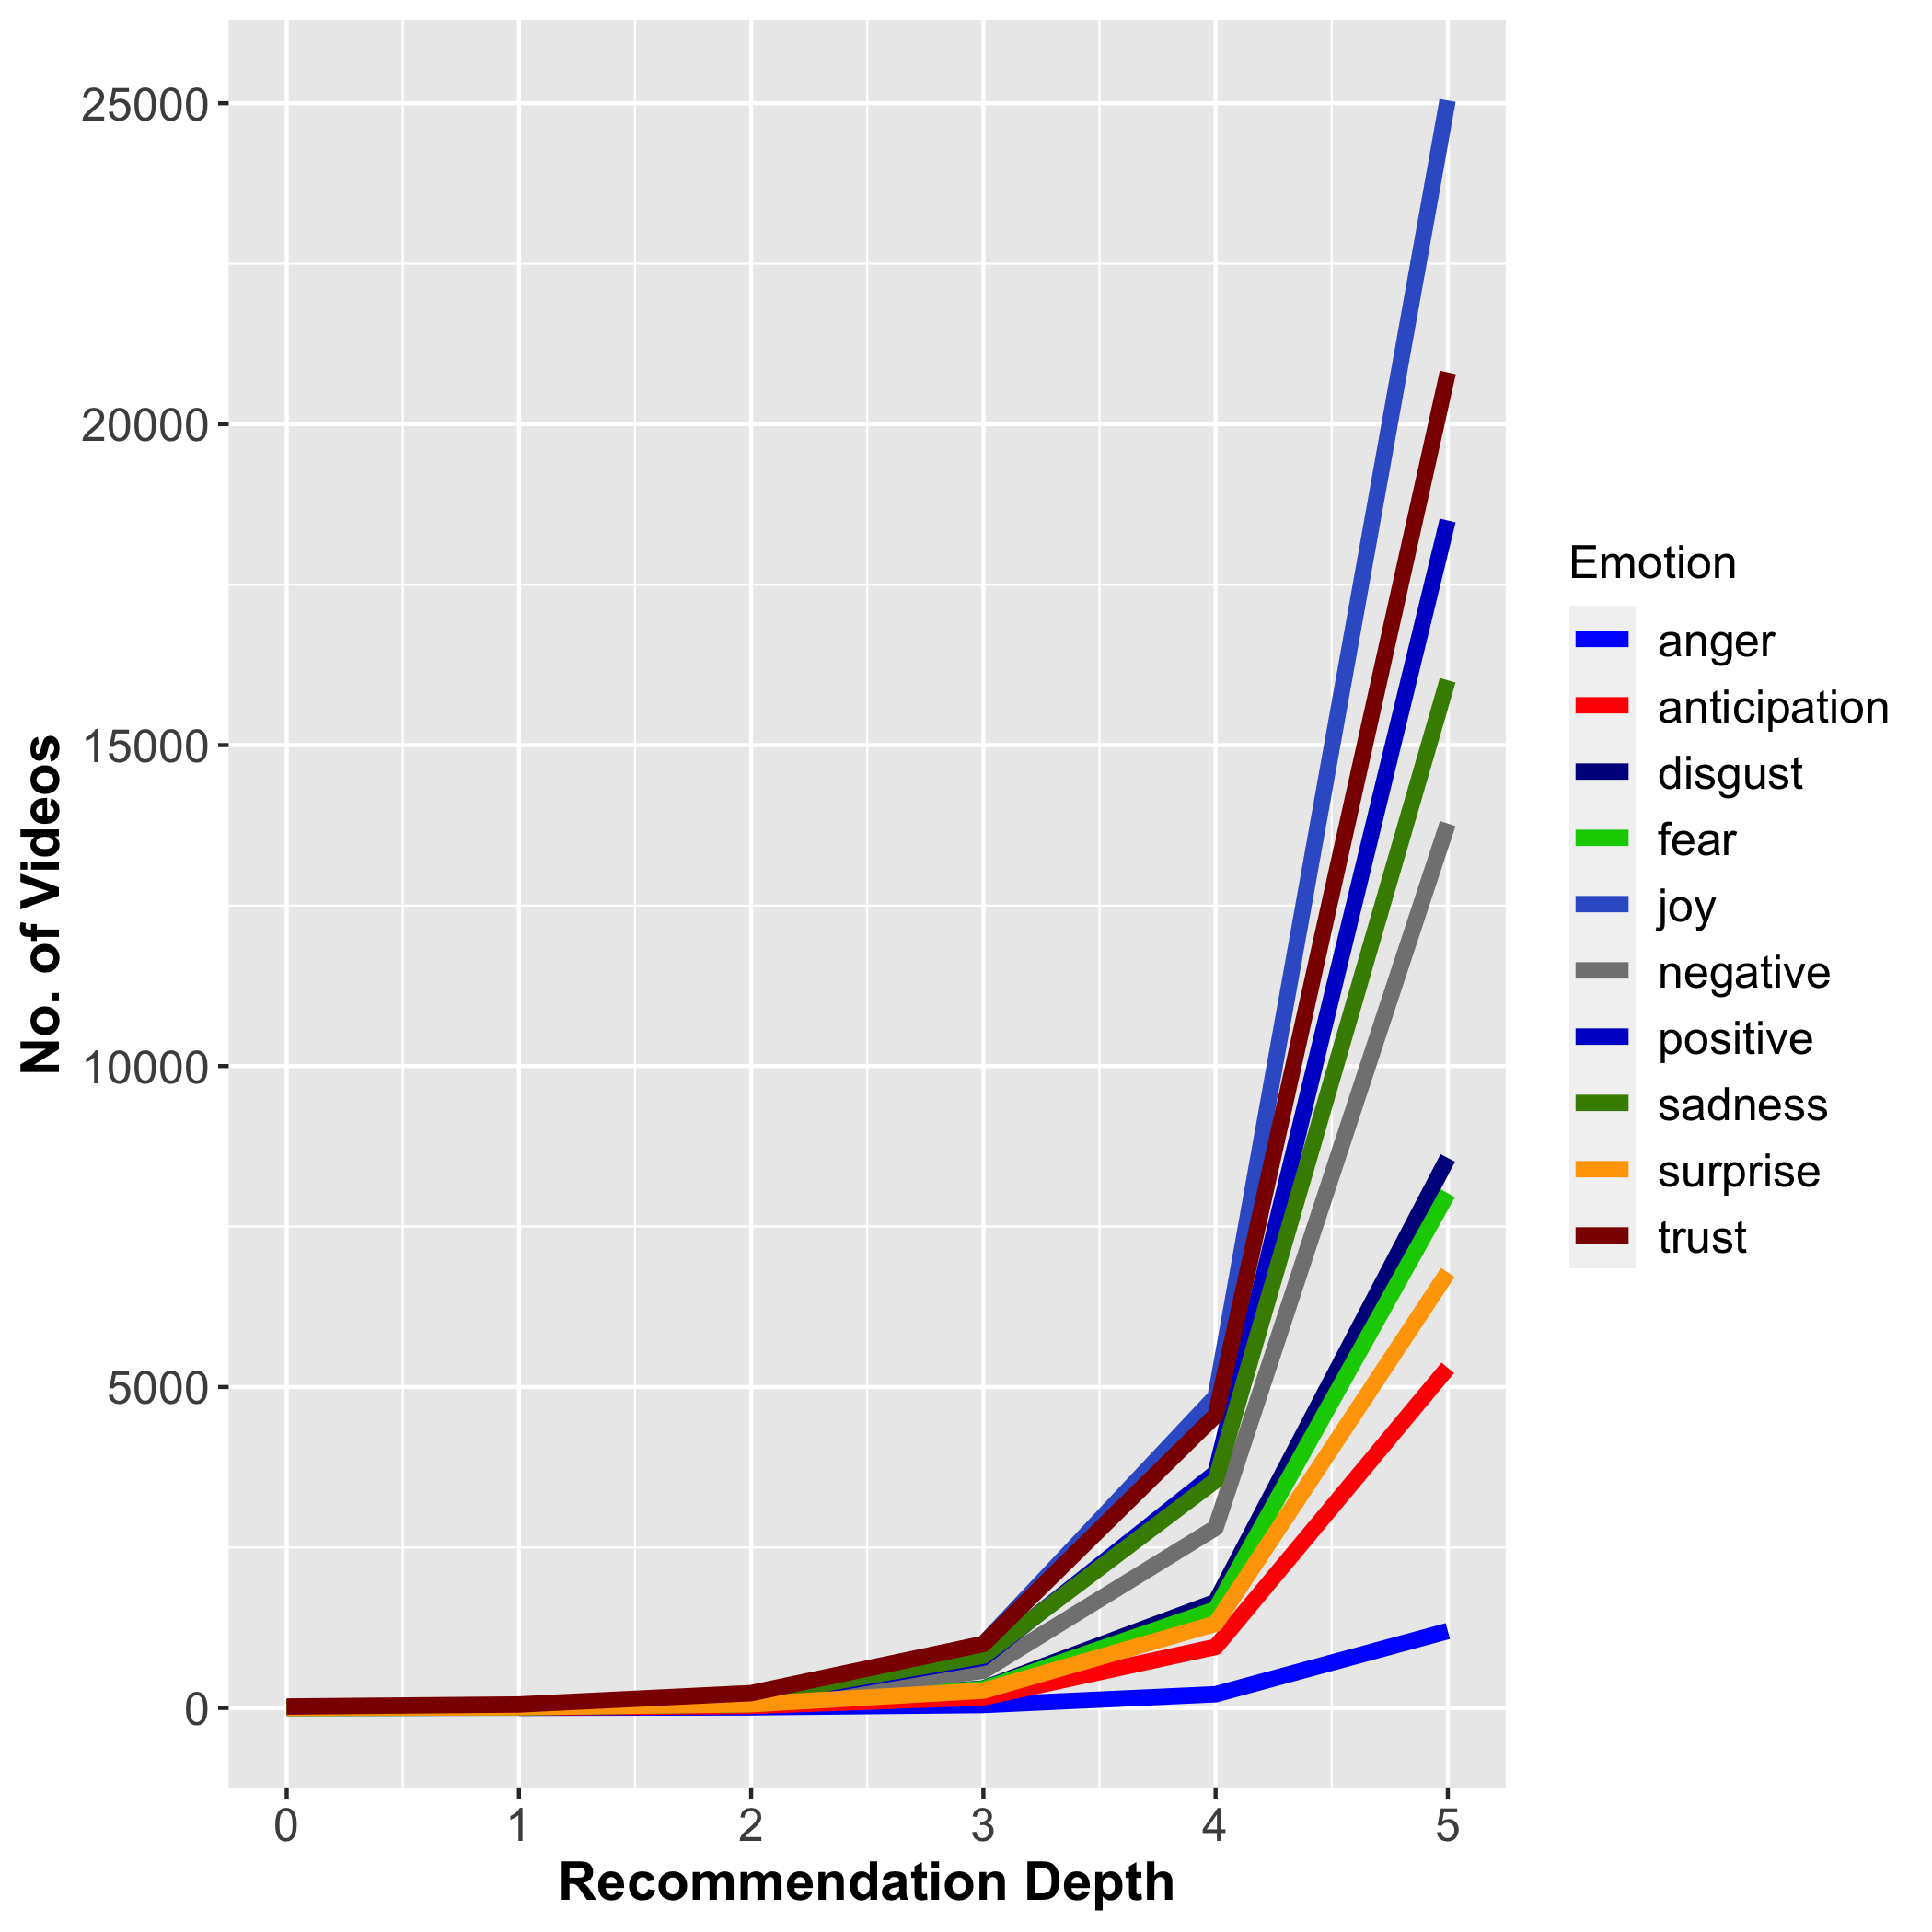 No. of Videos
25000
20000
15000
10000
5000
0
0 1 2 3 4 5
Recommendation Depth
Emotion
anger
anticipation
disgust
fear
joy
negative
positive
sadness
surprise
trust